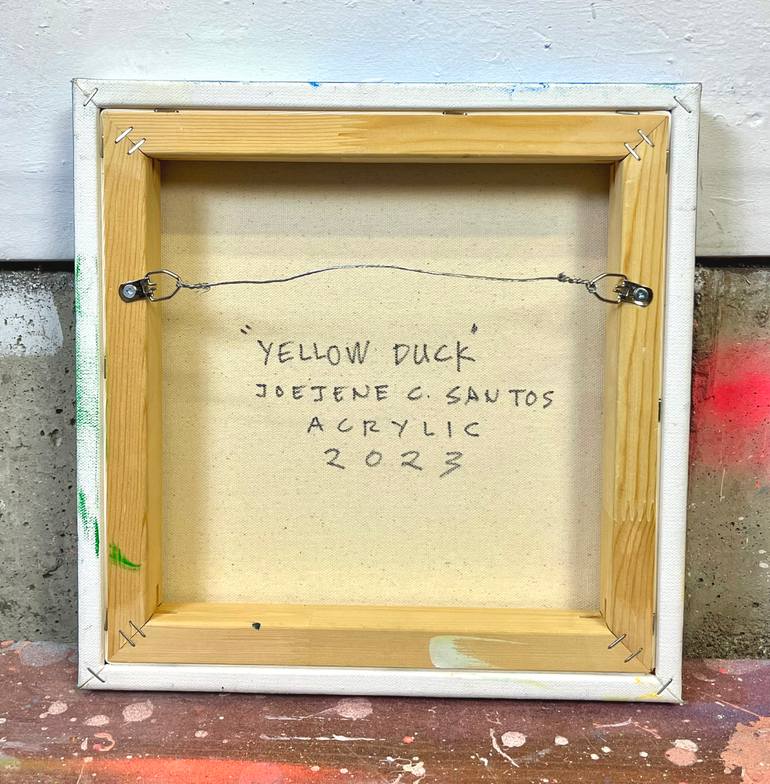 "YELLOW DUCK"
JOEJENE C. SANTOS
ACRYLIC
2023